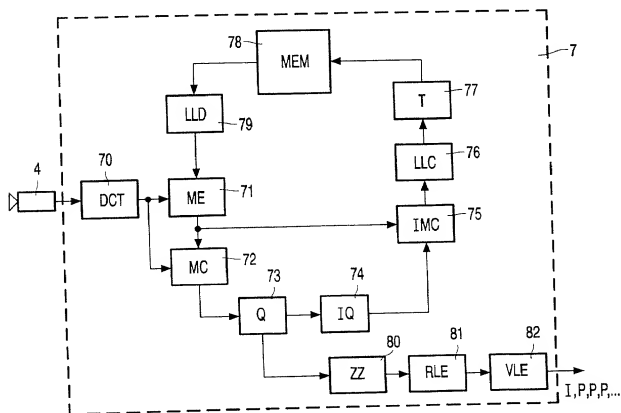 78
MEM
7
77
T
LLD
79
LLC
76
4
70
DCT
ME
71
IMC
75
MC
72
73
Q
74
IQ
80
ZZ
81
RLE
82
VLE
I,P,P,P,...